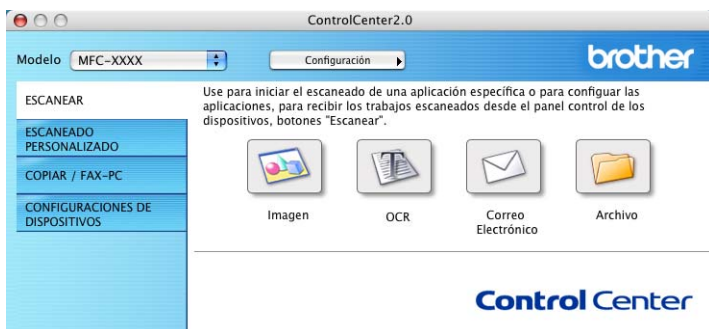 ControlCenter2.0
Modelo MFC-XXXX Configuración brother
ESCANEAR
ESCANEADO
PERSONALIZADO
COPIAR / FAX-PC
CONFIGURACIONES DE
DISPOSITIVOS
Use para iniciar el escaneado de una aplicación específica o para configuar las
aplicaciones, para recibir los trabajos escaneados desde el panel control de los
dispositivos, botones "Escanear".
T
Imagen
OCR
Correo
Electrónico
Archivo
Control Center